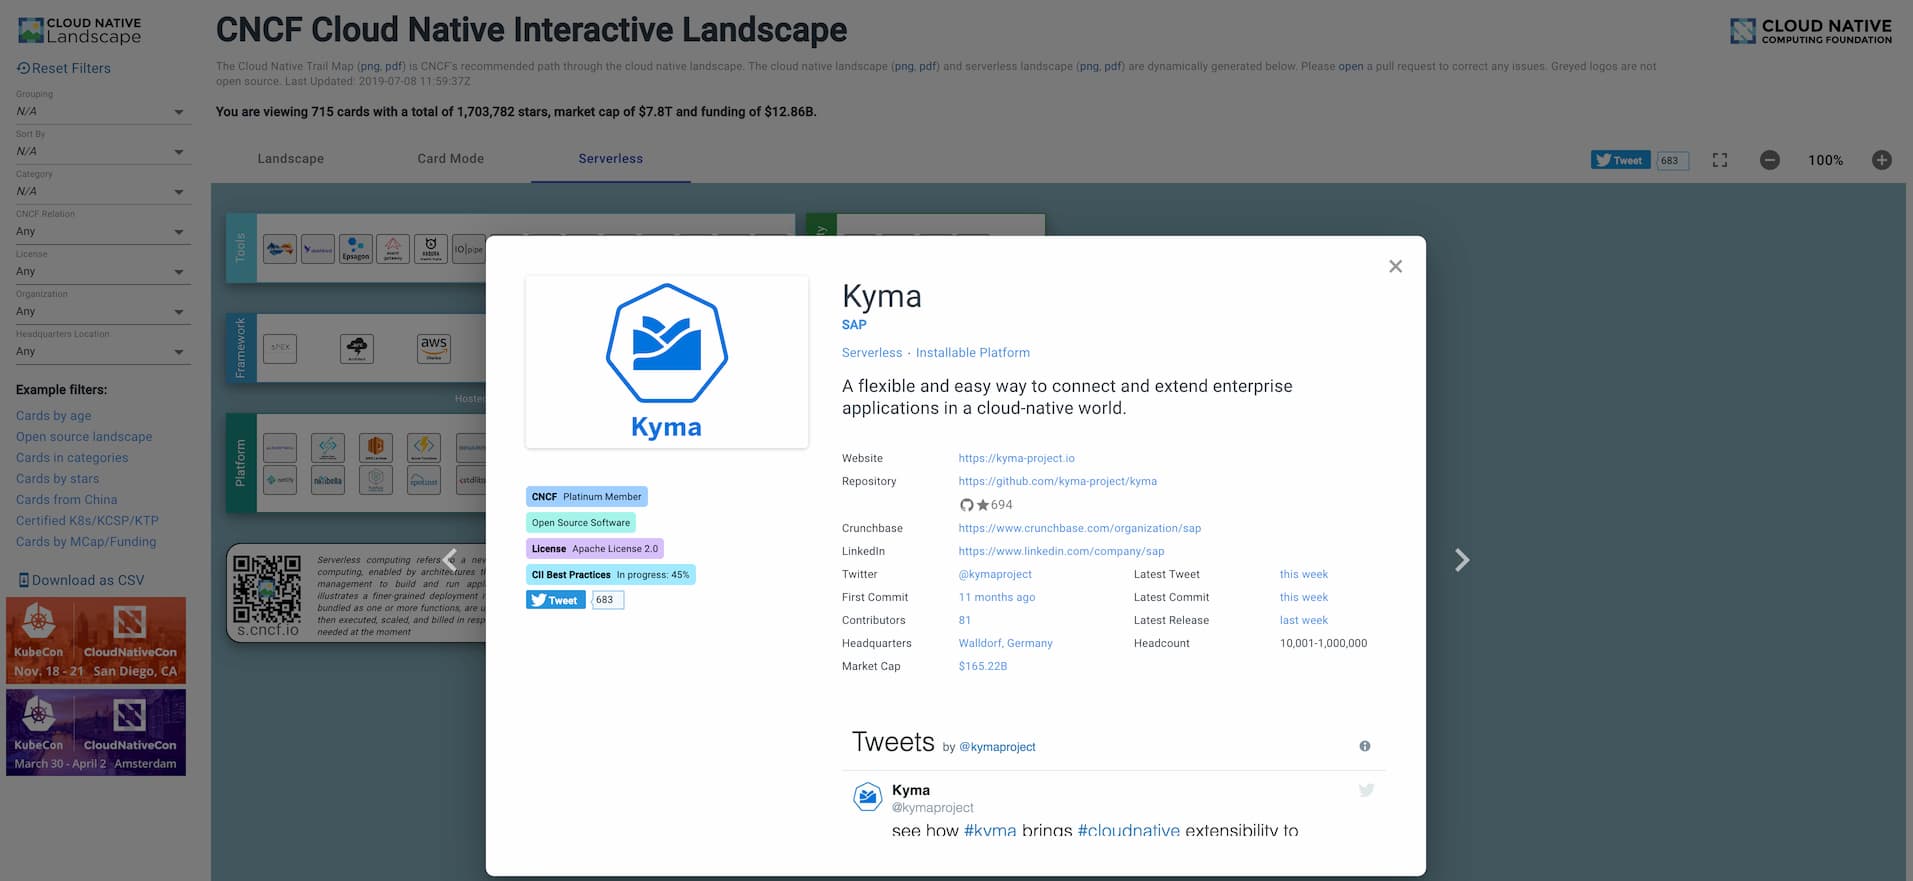 CLOUD NATIVE
Landscape
Reset Filters
Grouping
N/A
Sort By
N/A
Category
N/A
CNCF Relation
Any
License
Any
Organization
Any
Headquarters Location
Any
Example filters:
Cards by age
Open source landscape
Cards in categories
Cards by stars
Cards from China
Certified K8s/KCSP/KTP
Cards by MCap/Funding
Download as CSV
KubeCon CloudNativeCon
Nov. 18 - 21 San Diego, CA
KubeCon CloudNativeCon
March 30 - April 2 Amsterdam
CNCF Cloud Native Interactive Landscape
CLOUD NATIVE
COMPUTING FOUNDATION
The Cloud Native Trail Map (png, pdf) is CNCF's recommended path through the cloud native landscape. The cloud native landscape (png, pdf) and serverless landscape (png, pdf) are dynamically generated below. Please open a pull request to correct any issues. Greyed logos are not
open source. Last Updated: 2019-07-08 11:59:37Z
You are viewing 715 cards with a total of 1,703,782 stars, market cap of $7.8T and funding of $12.86B.
Landscape
Card Mode
Serverless
Tweet 683
100%
Tools
Epsagon
IO|pipe
ty
Framework
aws
Hosted
Platform
netlify
nimbella
spotinst
stdlib
s.cncf.io
Serverless computing refers to a new
computing, enabled by architectures th
management to build and run appl
illustrates a finer-grained deployment m
bundled as one or more functions, are u
then executed, scaled, and billed in resp
needed at the moment
Kyma
CNCF Platinum Member
Open Source Software
License Apache License 2.0
CII Best Practices In progress: 45%
Tweet 683
Kyma
SAP
Serverless · Installable Platform
A flexible and easy way to connect and extend enterprise
applications in a cloud-native world.
Website https://kyma-project.io
Repository https://github.com/kyma-project/kyma
694
Crunchbase https://www.crunchbase.com/organization/sap
LinkedIn https://www.linkedin.com/company/sap
Twitter @kymaproject Latest Tweet this week
First Commit 11 months ago Latest Commit this week
Contributors 81 Latest Release last week
Headquarters Walldorf, Germany Headcount 10,001-1,000,000
Market Cap $165.22B
Tweets by @kymaproject
Kyma
@kymaproject
see how #kyma brings #cloudnative extensibility to